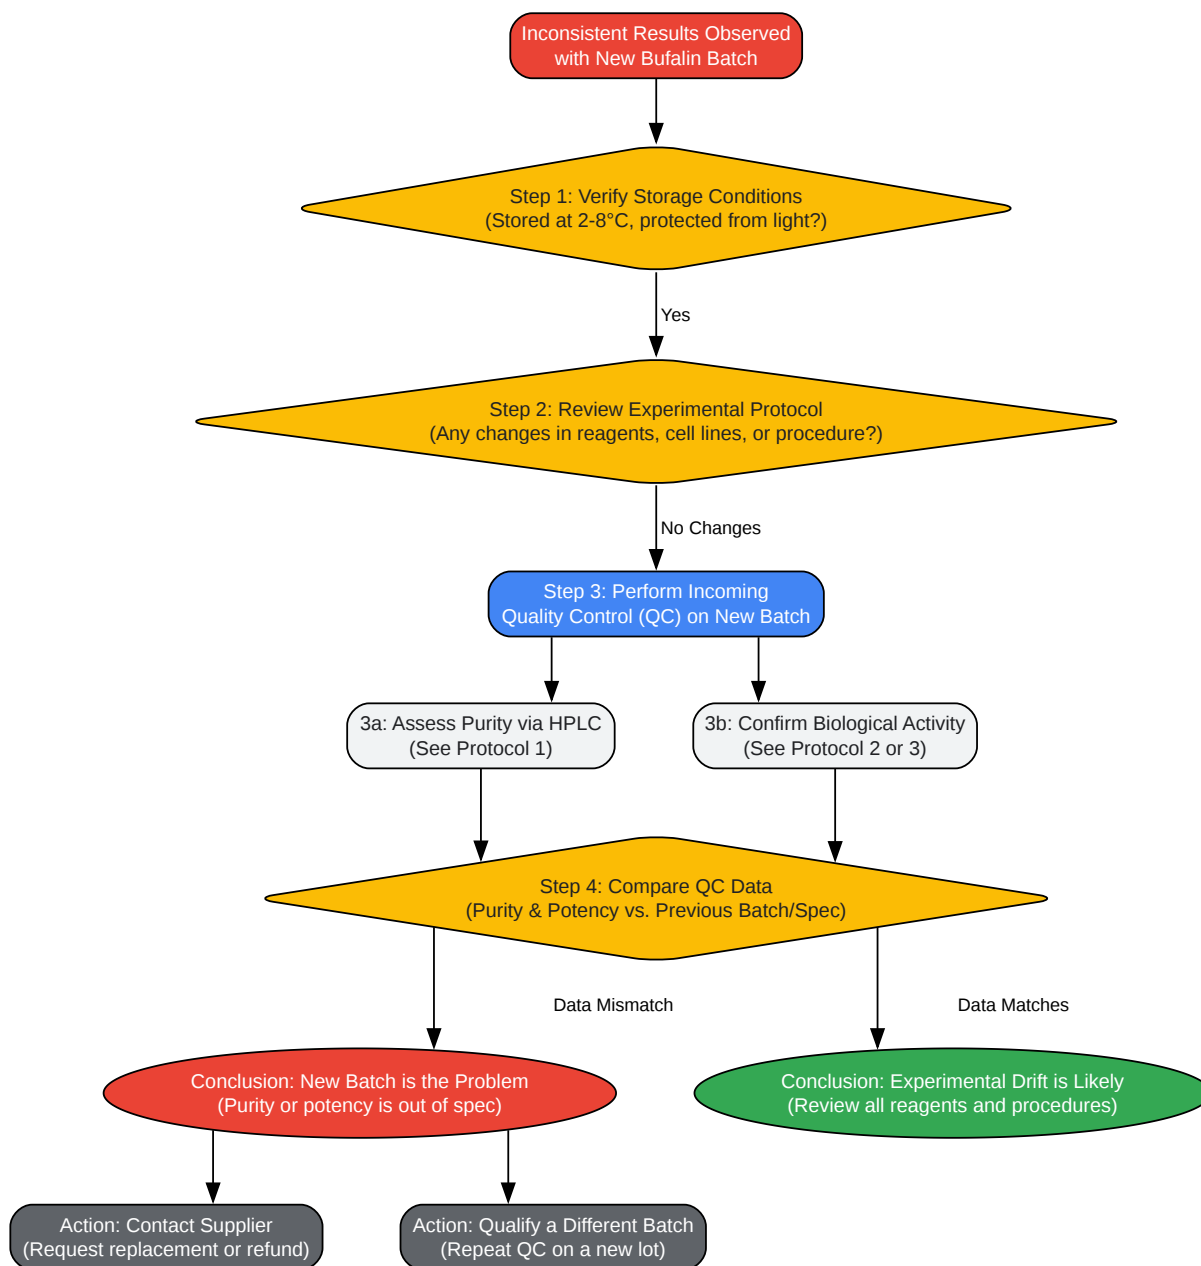 Inconsistent Results Observed
with New Bufalin Batch
Step 1: Verify Storage Conditions
(Stored at 2-8°C, protected from light?)
Yes
Step 2: Review Experimental Protocol
(Any changes in reagents, cell lines, or procedure?)
No Changes
Step 3: Perform Incoming
Quality Control (QC) on New Batch
3a: Assess Purity via HPLC
(See Protocol 1)
3b: Confirm Biological Activity
(See Protocol 2 or 3)
Step 4: Compare QC Data
(Purity & Potency vs. Previous Batch/Spec)
Data Mismatch
Data Matches
Conclusion: New Batch is the Problem
(Purity or potency is out of spec)
Conclusion: Experimental Drift is Likely
(Review all reagents and procedures)
Action: Contact Supplier
(Request replacement or refund)
Action: Qualify a Different Batch
(Repeat QC on a new lot)